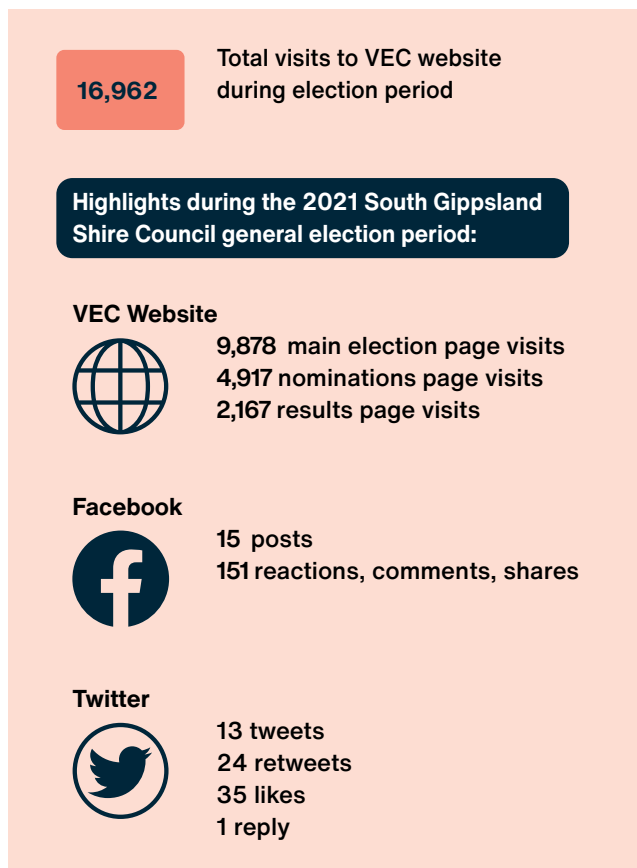 16,962
Total visits to VEC website
during election period
Highlights during the 2021 South Gippsland
Shire Council general election period:
VEC Website
9,878 main election page visits
4,917 nominations page visits
2,167 results page visits
Facebook
15 posts
151 reactions, comments, shares
Twitter
13 tweets
24 retweets
35 likes
1 reply